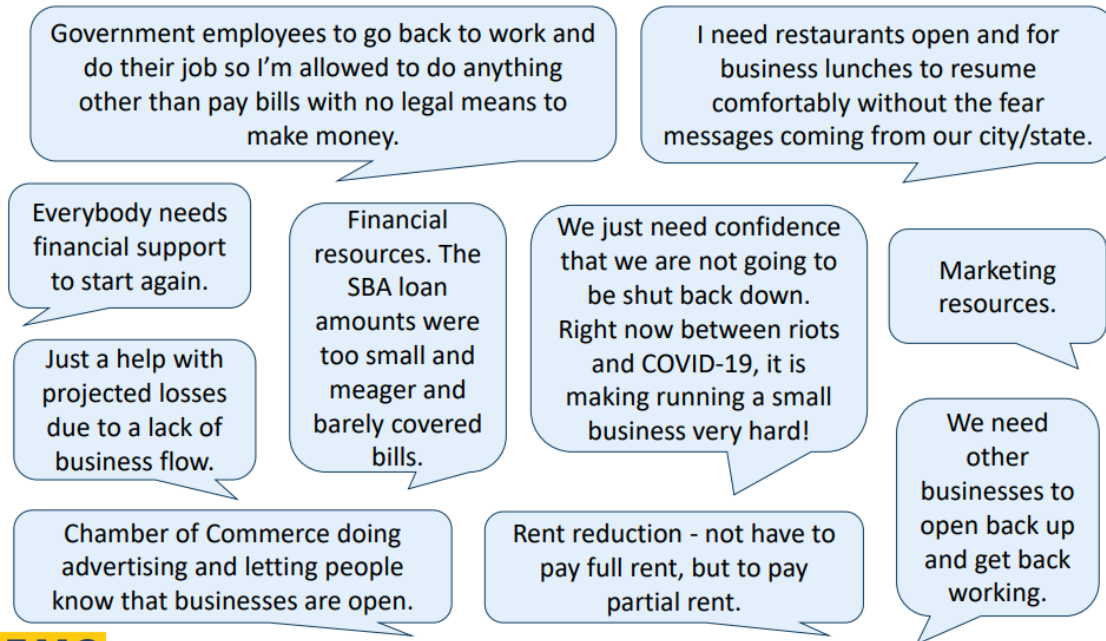 Government employees to go back to work and
do their job so I'm allowed to do anything
other than pay bills with no legal means to
make money.
I need restaurants open and for
business lunches to resume
comfortably without the fear
messages coming from our city/state.
Everybody needs
financial support
to start again.
Financial
resources. The
SBA loan
amounts were
too small and
meager and
barely covered
bills.
We just need confidence
that we are not going to
be shut back down.
Right now between riots
and COVID-19, it is
making running a small
business very hard!
Marketing
resources.
Just a help with
projected losses
due to a lack of
business flow.
We need
other
businesses to
open back up
and get back
working.
Chamber of Commerce doing
advertising and letting people
know that businesses are open.
Rent reduction - not have to
pay full rent, but to pay
partial rent.